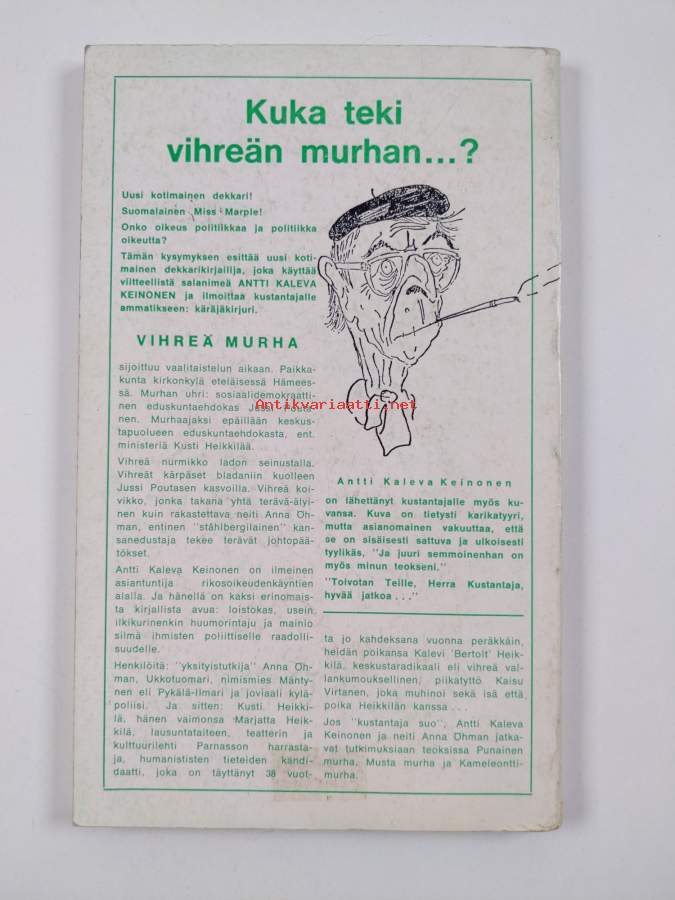 Kuka teki
vihreän murhan...?
Uusi kotimainen dekkari!
Suomalainen Miss Marple!
Onko oikeus politiikkaa ja politiikka
oikeutta?
Tämän kysymyksen esittää uusi koti-
mainen dekkarikirjailija, joka käyttää
viitteellistä salanimeä ANTTI KALEVA
KEINONEN ja ilmoittaa kustantajalle
ammatikseen: käräjäkirjuri.
VIHREÄ MURHA
sijoittuu vaalitaistelun aikaan. Paikka-
kunta kirkonkylä eteläisessä Hämees-
sä. Murhan uhri: sosialidemokraatti-
nen eduskuntaehdokas Jussi Pouta-
nen. Murhaajaksi epäillään keskus-
tapuolueen eduskuntaehdokasta, ent.
ministeriä Kusti Heikkilää.
Vihreä nurmikko ladon seinustalla.
Vihreät kärpäset bladaniin kuolleen
Jussi Poutasen kasvoilla. Vihreä koi-
vikko, jonka takana yhtä terävä-älyi-
nen kuin rakastettava neiti Anna Öh-
man, entinen "ståhlbergilainen" kan-
sanedustaja tekee terävät johtopää-
tökset.
Antti Kaleva Keinonen on ilmeinen
asiantuntija rikosoikeudenkäyntien
alalla. Ja hänellä on kaksi erinomais-
ta kirjallista avua: loistokas, usein
ilkikurinenkin huumorintaju ja mainio
silmä ihmisten poliittiselle raadolli-
suudelle.
Henkilöitä: "yksityistutkija" Anna Öh-
man, Ukkotuomari, nimismies Mänty-
nen eli Pykälä-Ilmari ja joviaali kylä-
poliisi. Ja sitten: Kusti Heikki-
lä, hänen vaimonsa Marjatta Heik-
kilä, lausuntataiteen, teatterin ja
kulttuurilehti Parnasson harrasta-
ja, humanististen tieteiden kandi-
daatti, joka on täyttänyt 38 vuot-
Antikvariaatti.net
Antti Kaleva Keinonen
on lähettänyt kustantajalle myös ku-
vansa. Kuva on tietysti karikatyyri,
mutta asianomainen vakuuttaa, että
se on sisäisesti sattuva ja ulkoisesti
tyylikäs, "Ja juuri semmoinenhan on
myös minun teokseni."
"Toivotan Teille, Herra Kustantaja,
hyvää jatkoa..."
ta jo kahdeksana vuonna peräkkäin,
heidän poikansa Kalevi 'Bertolt' Heik-
kilä, keskustaradikaali eli vihreä val-
lankumouksellinen, piikatyttö Kaisu
Virtanen, joka muhinoi sekä isä että
poika Heikkilän kanssa...
Jos "kustantaja suo", Antti Kaleva
Keinonen ja neiti Anna Öhman jatka-
vat tutkimuksiaan teoksissa Punainen
murha, Musta murha ja Kameleontti-
murha.